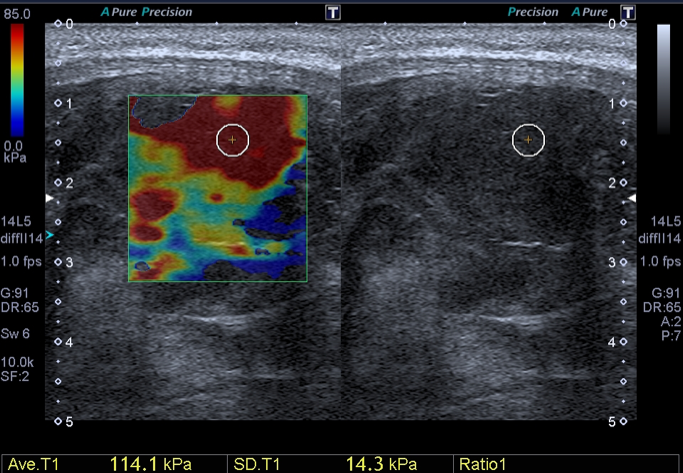 85.0
0.0
kPa
A Pure Precision
T
Precision A Pure
T
0
1
2
3
4
5
0
1
2
3
4
5
14L5
diffII14
1.0 fps
G:91
DR:65
Sw 6
10.0k
SF:2
14L5
diffII14
1.0 fps
G:91
DR:65
A:2
P:7
Ave.T1 114.1 kPa SD.T1 14.3 kPa Ratio1